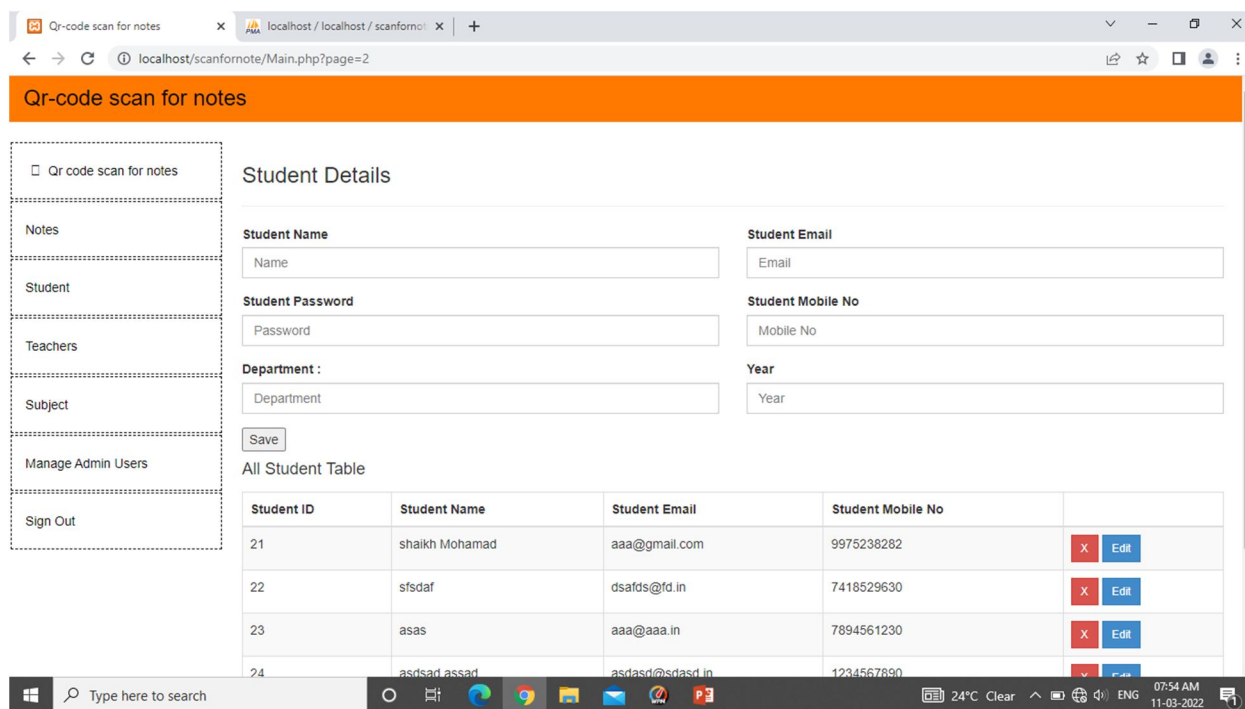 Qr-code scan for notes
localhost / localhost / scanfornot
localhost/scanfornote/Main.php?page=2
Qr-code scan for notes
Qr code scan for notes
Notes
Student
Teachers
Subject
Manage Admin Users
Sign Out
Student Details
Student Name Student Email
Name Email
Student Password Student Mobile No
Password Mobile No
Department : Year
Department Year
Save
All Student Table
Student ID Student Name Student Email Student Mobile No
21 shaikh Mohamad aaa@gmail.com 9975238282 X Edit
22 sfsdaf dsafds@fd.in 7418529630 X Edit
23 asas aaa@aaa.in 7894561230 X Edit
24 asdsad assad asdasd@sdasd.in 1234567890 X Edit
Type here to search
24°C Clear ENG 07:54 AM
11-03-2022